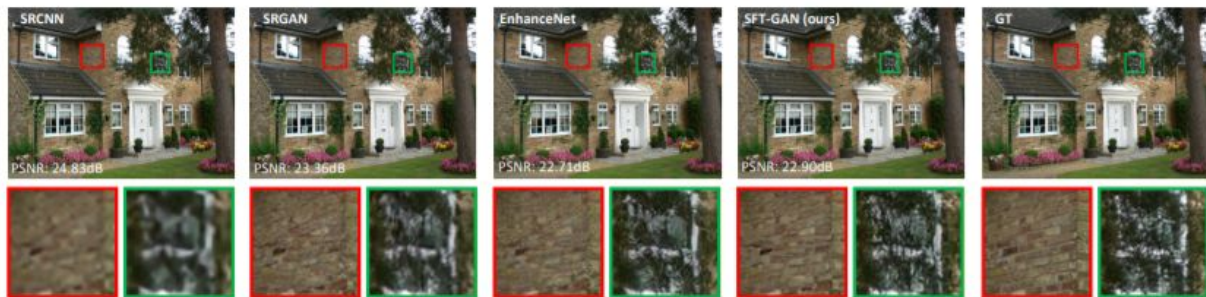 SRCNN
SRGAN
EnhanceNet
SFT-GAN (ours)
GT
PSNR: 24.83dB
PSNR: 23.36dB
PSNR: 22.71dB
PSNR: 22.90dB